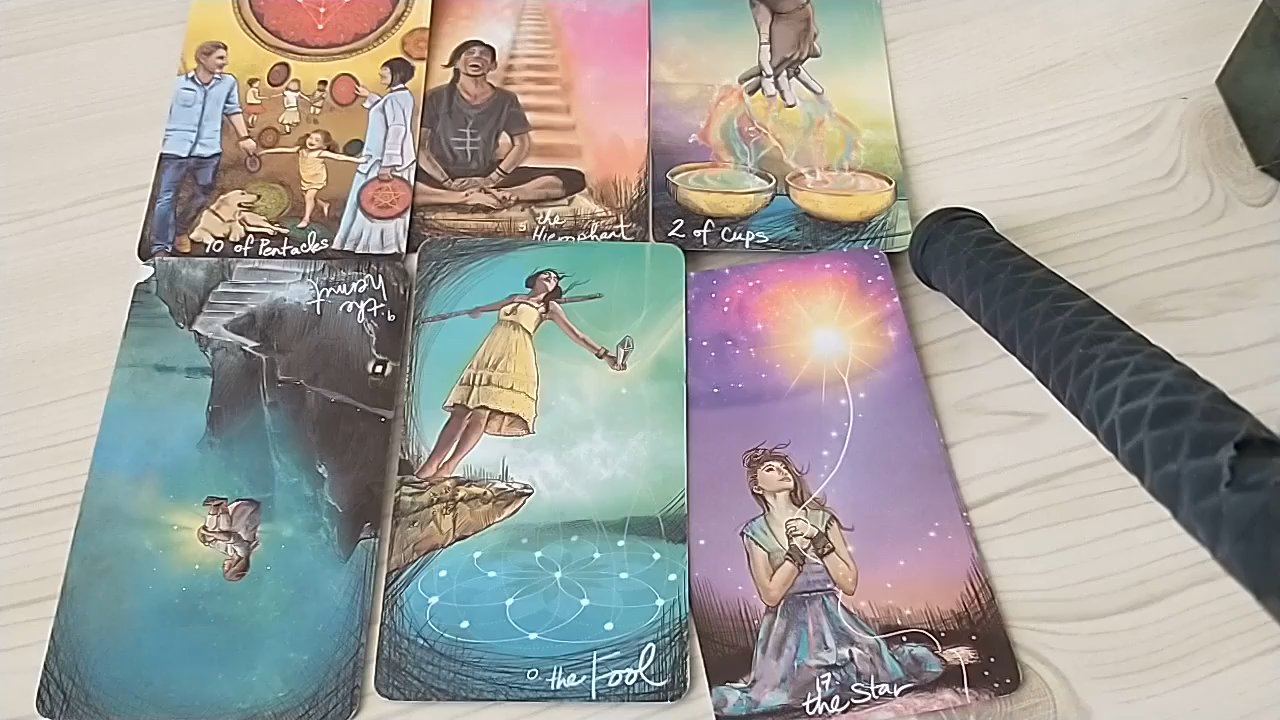 10 of Pentacles
5 the
Hierophant
2 of Cups
9. the
Hermit
0 the Fool
17
the Star